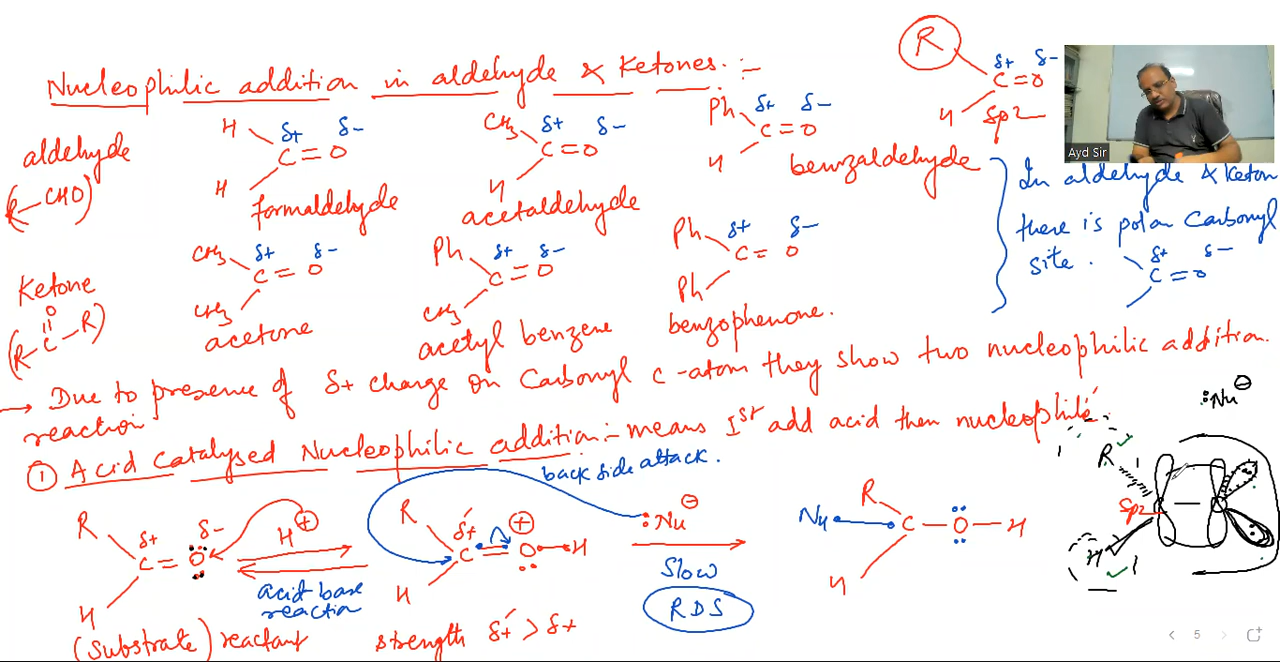 Nucleophilic addition in aldehyde & Ketones. :-
R
δ+ δ-
C=O
H
sp2
Ayd Sir
aldehyde
(R-CHO)
H
δ+ δ-
C=O
H
formaldehyde
CH3
δ+ δ-
C=O
H
acetaldehyde
Ph
δ+ δ-
C=O
H
benzaldehyde
In aldehyde & Keton
there is polar Carbonyl
site.
δ+ δ-
C=O
Ketone
O
(R-C-R)
CH3
δ+ δ-
C=O
CH3
acetone
Ph
δ+ δ-
C=O
CH3
acetyl benzene
Ph
δ+ δ-
C=O
Ph
benzophenone.
→ Due to presence of δ+ charge on Carbonyl C-atom they show two nucleophilic addition.
reaction
① Acid Catalysed Nucleophilic addition:- means Ist add acid then nucleophile.
back side attack.
R
δ+ δ-
C=O
H
H⊕
acid base
reaction
(Substrate) reactant
R
δ+' ⊕
C=O-H
H
strength δ+' > δ+
:Nu⊖
Slow
RDS
R
Nu-C-O-H
H
:Nu⊖
R
sp2
H
5